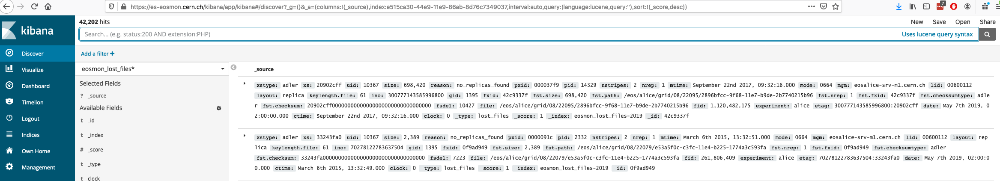 https://es-eosmon.cern.ch/kibana/app/kibana#/discover?_g=()&_a=(columns:!(_source),index:e515ca30-44e9-11e9-86ab-8d76c7349037,interval:auto,query:(language:lucene,query:''),sort:!(_score,desc))
7
kibana
42,202 hits
New Save Open Share
Search... (e.g. status:200 AND extension:PHP)
Uses lucene query syntax
Add a filter +
Discover
Visualize
Dashboard
Timelion
Logout
Indices
Own Home
Management
eosmon_lost_files*
Selected Fields
? _source
Available Fields
t _id
t _index
# _score
t _type
t clock
_source
xstype: adler xs: 20902cff uid: 10367 size: 698,420 reason: no_replicas_found pxid: 000037f9 pid: 14329 nstripes: 2 nrep: 1 mtime: September 22nd 2017, 09:32:16.000 mode: 0664 mgm: eosalice-srv-m1.cern.ch lid: 00600112
layout: replica keylength.file: 61 ino: 300777143585996800 gid: 1395 fxid: 42c9337f fst.size: 698,420 fst.path: /eos/alice/grid/08/22095/2896bfcc-9f68-11e7-b9de-2b7740215b96 fst.nrep: 1 fst.fxid: 42c9337f fst.checksumtype: adle
r fst.checksum: 20902cff00000000000000000000000000000000 fsdel: 10427 file: /eos/alice/grid/08/22095/2896bfcc-9f68-11e7-b9de-2b7740215b96 fid: 1,120,482,175 experiment: alice etag: 300777143585996800:20902cff date: May 7th 2019, 0
2:00:00.000 ctime: September 22nd 2017, 09:32:16.000 clock: 0 _type: lost_files _score: 1 _index: eosmon_lost_files-2019 _id: 42c9337f
xstype: adler xs: 33243fa0 uid: 10367 size: 2,389 reason: no_replicas_found pxid: 0000091c pid: 2332 nstripes: 2 nrep: 1 mtime: March 6th 2015, 13:32:51.000 mode: 0664 mgm: eosalice-srv-m1.cern.ch lid: 00600112 layout: rep
lica keylength.file: 61 ino: 70278122783637504 gid: 1395 fxid: 0f9ad949 fst.size: 2,389 fst.path: /eos/alice/grid/08/22079/e53a5f0c-c3fc-11e4-b225-1774a3c593fa fst.nrep: 1 fst.fxid: 0f9ad949 fst.checksumtype: adler
fst.checksum: 33243fa000000000000000000000000000000000 fsdel: 7223 file: /eos/alice/grid/08/22079/e53a5f0c-c3fc-11e4-b225-1774a3c593fa fid: 261,806,409 experiment: alice etag: 70278122783637504:33243fa0 date: May 7th 2019, 02:00:0
0.000 ctime: March 6th 2015, 13:32:49.000 clock: 0 _type: lost_files _score: 1 _index: eosmon_lost_files-2019 _id: 0f9ad949